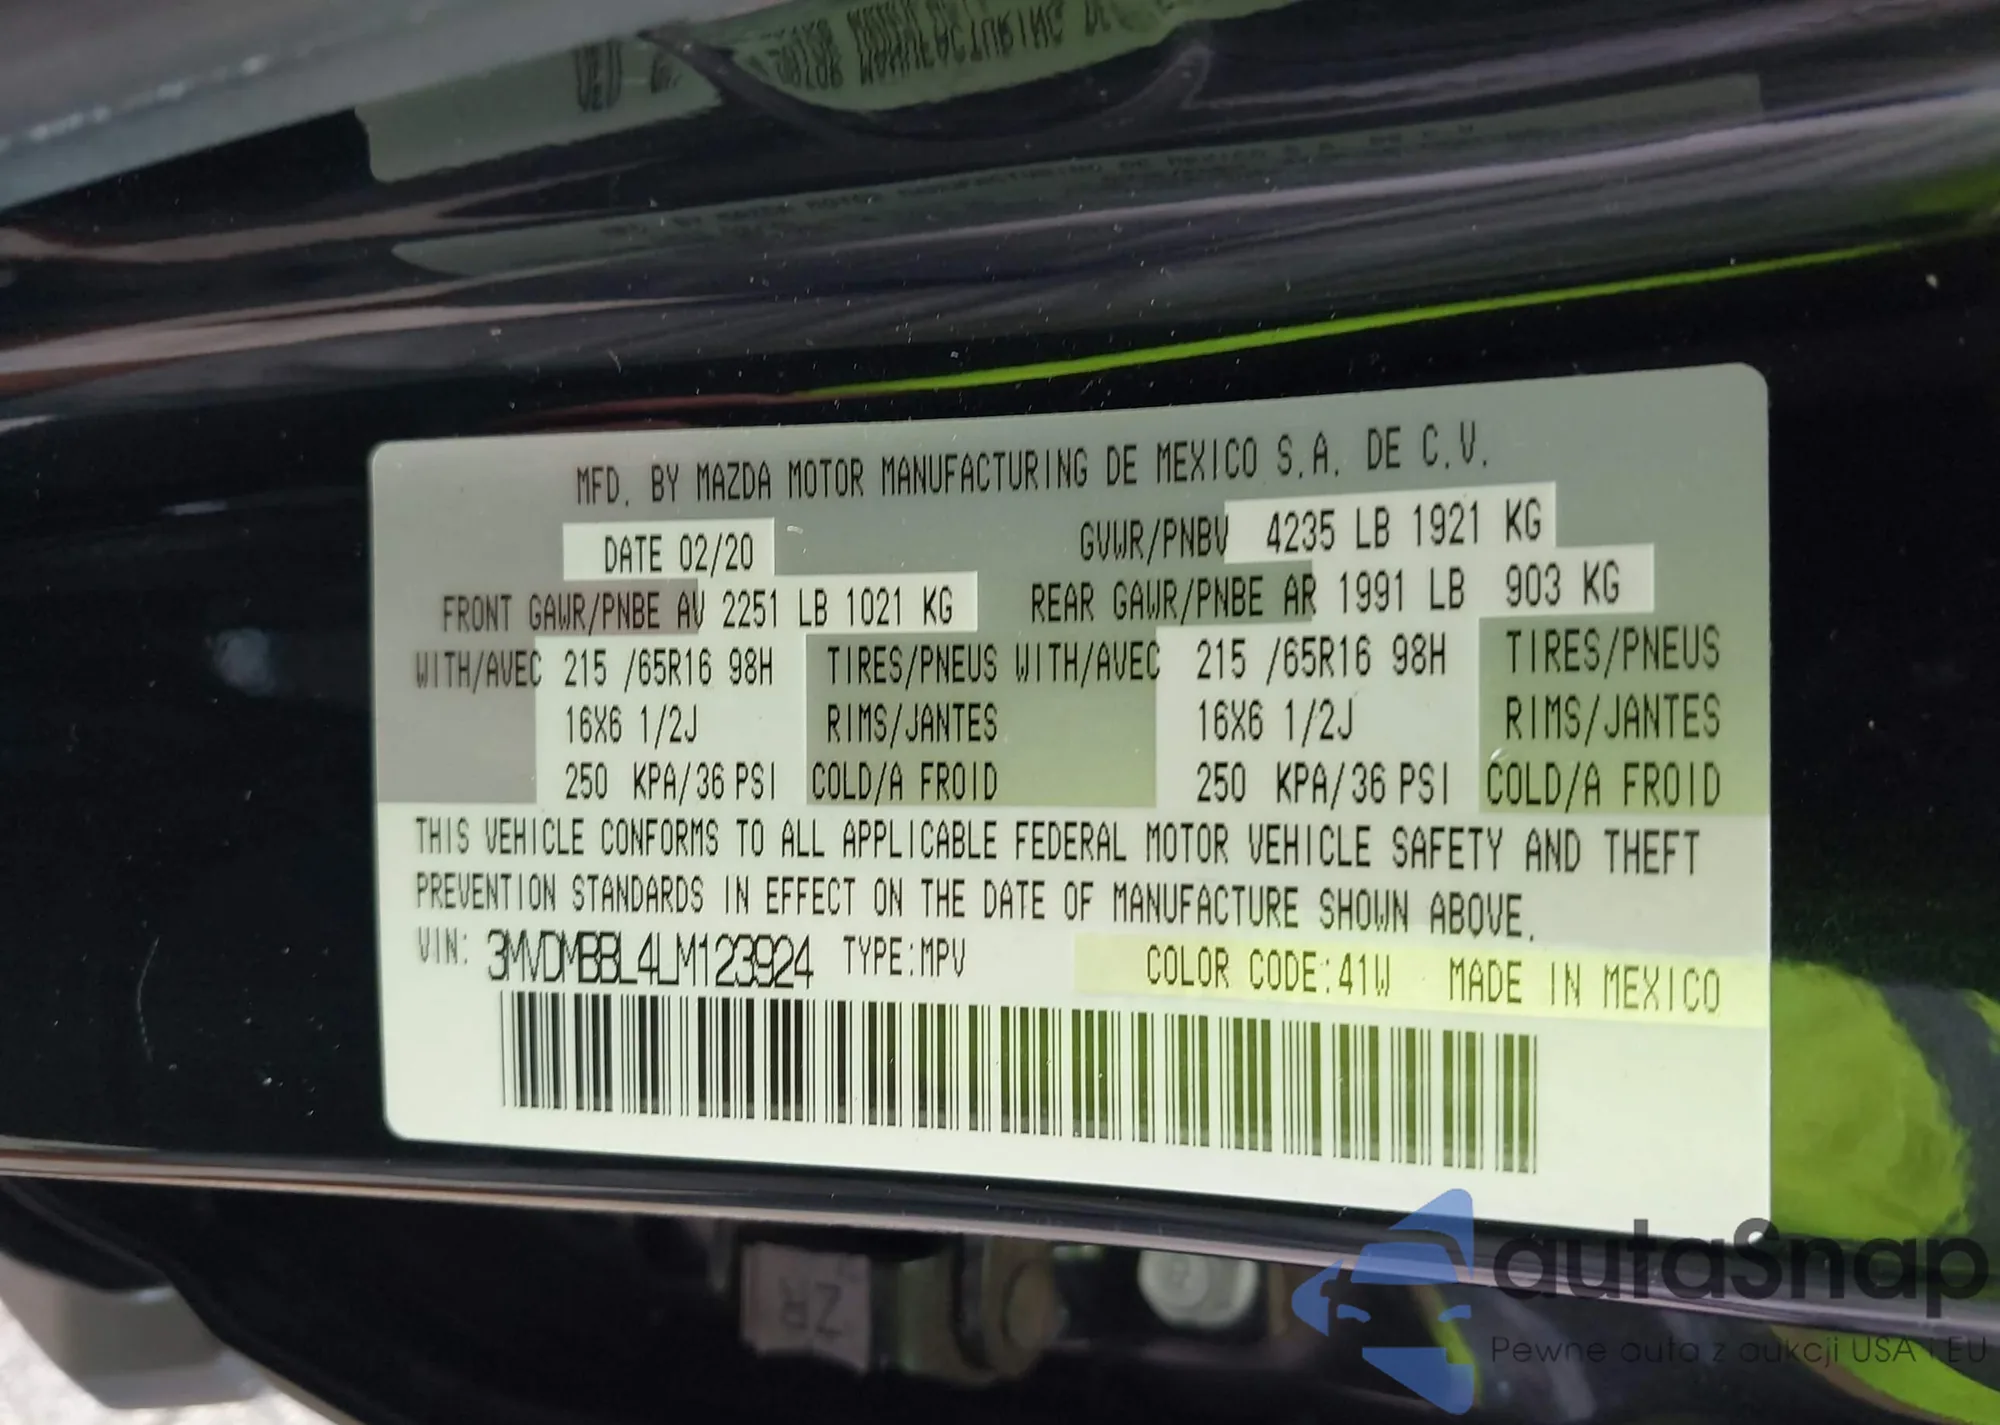 MFD. BY MAZDA MOTOR MANUFACTURING DE MEXICO S.A. DE C.V.
DATE 02/20 GVWR/PNBV 4235 LB 1921 KG
FRONT GAWR/PNBE AV 2251 LB 1021 KG REAR GAWR/PNBE AR 1991 LB 903 KG
WITH/AVEC 215 /65R16 98H TIRES/PNEUS WITH/AVEC 215 /65R16 98H TIRES/PNEUS
16X6 1/2J RIMS/JANTES 16X6 1/2J RIMS/JANTES
250 KPA/36 PSI COLD/A FROID 250 KPA/36 PSI COLD/A FROID
THIS VEHICLE CONFORMS TO ALL APPLICABLE FEDERAL MOTOR VEHICLE SAFETY AND THEFT
PREVENTION STANDARDS IN EFFECT ON THE DATE OF MANUFACTURE SHOWN ABOVE.
VIN: 3MVDMBBL4LM123924 TYPE:MPV COLOR CODE:41W MADE IN MEXICO
ZR
8
autaSnap
Pewne auta z aukcji USA i EU